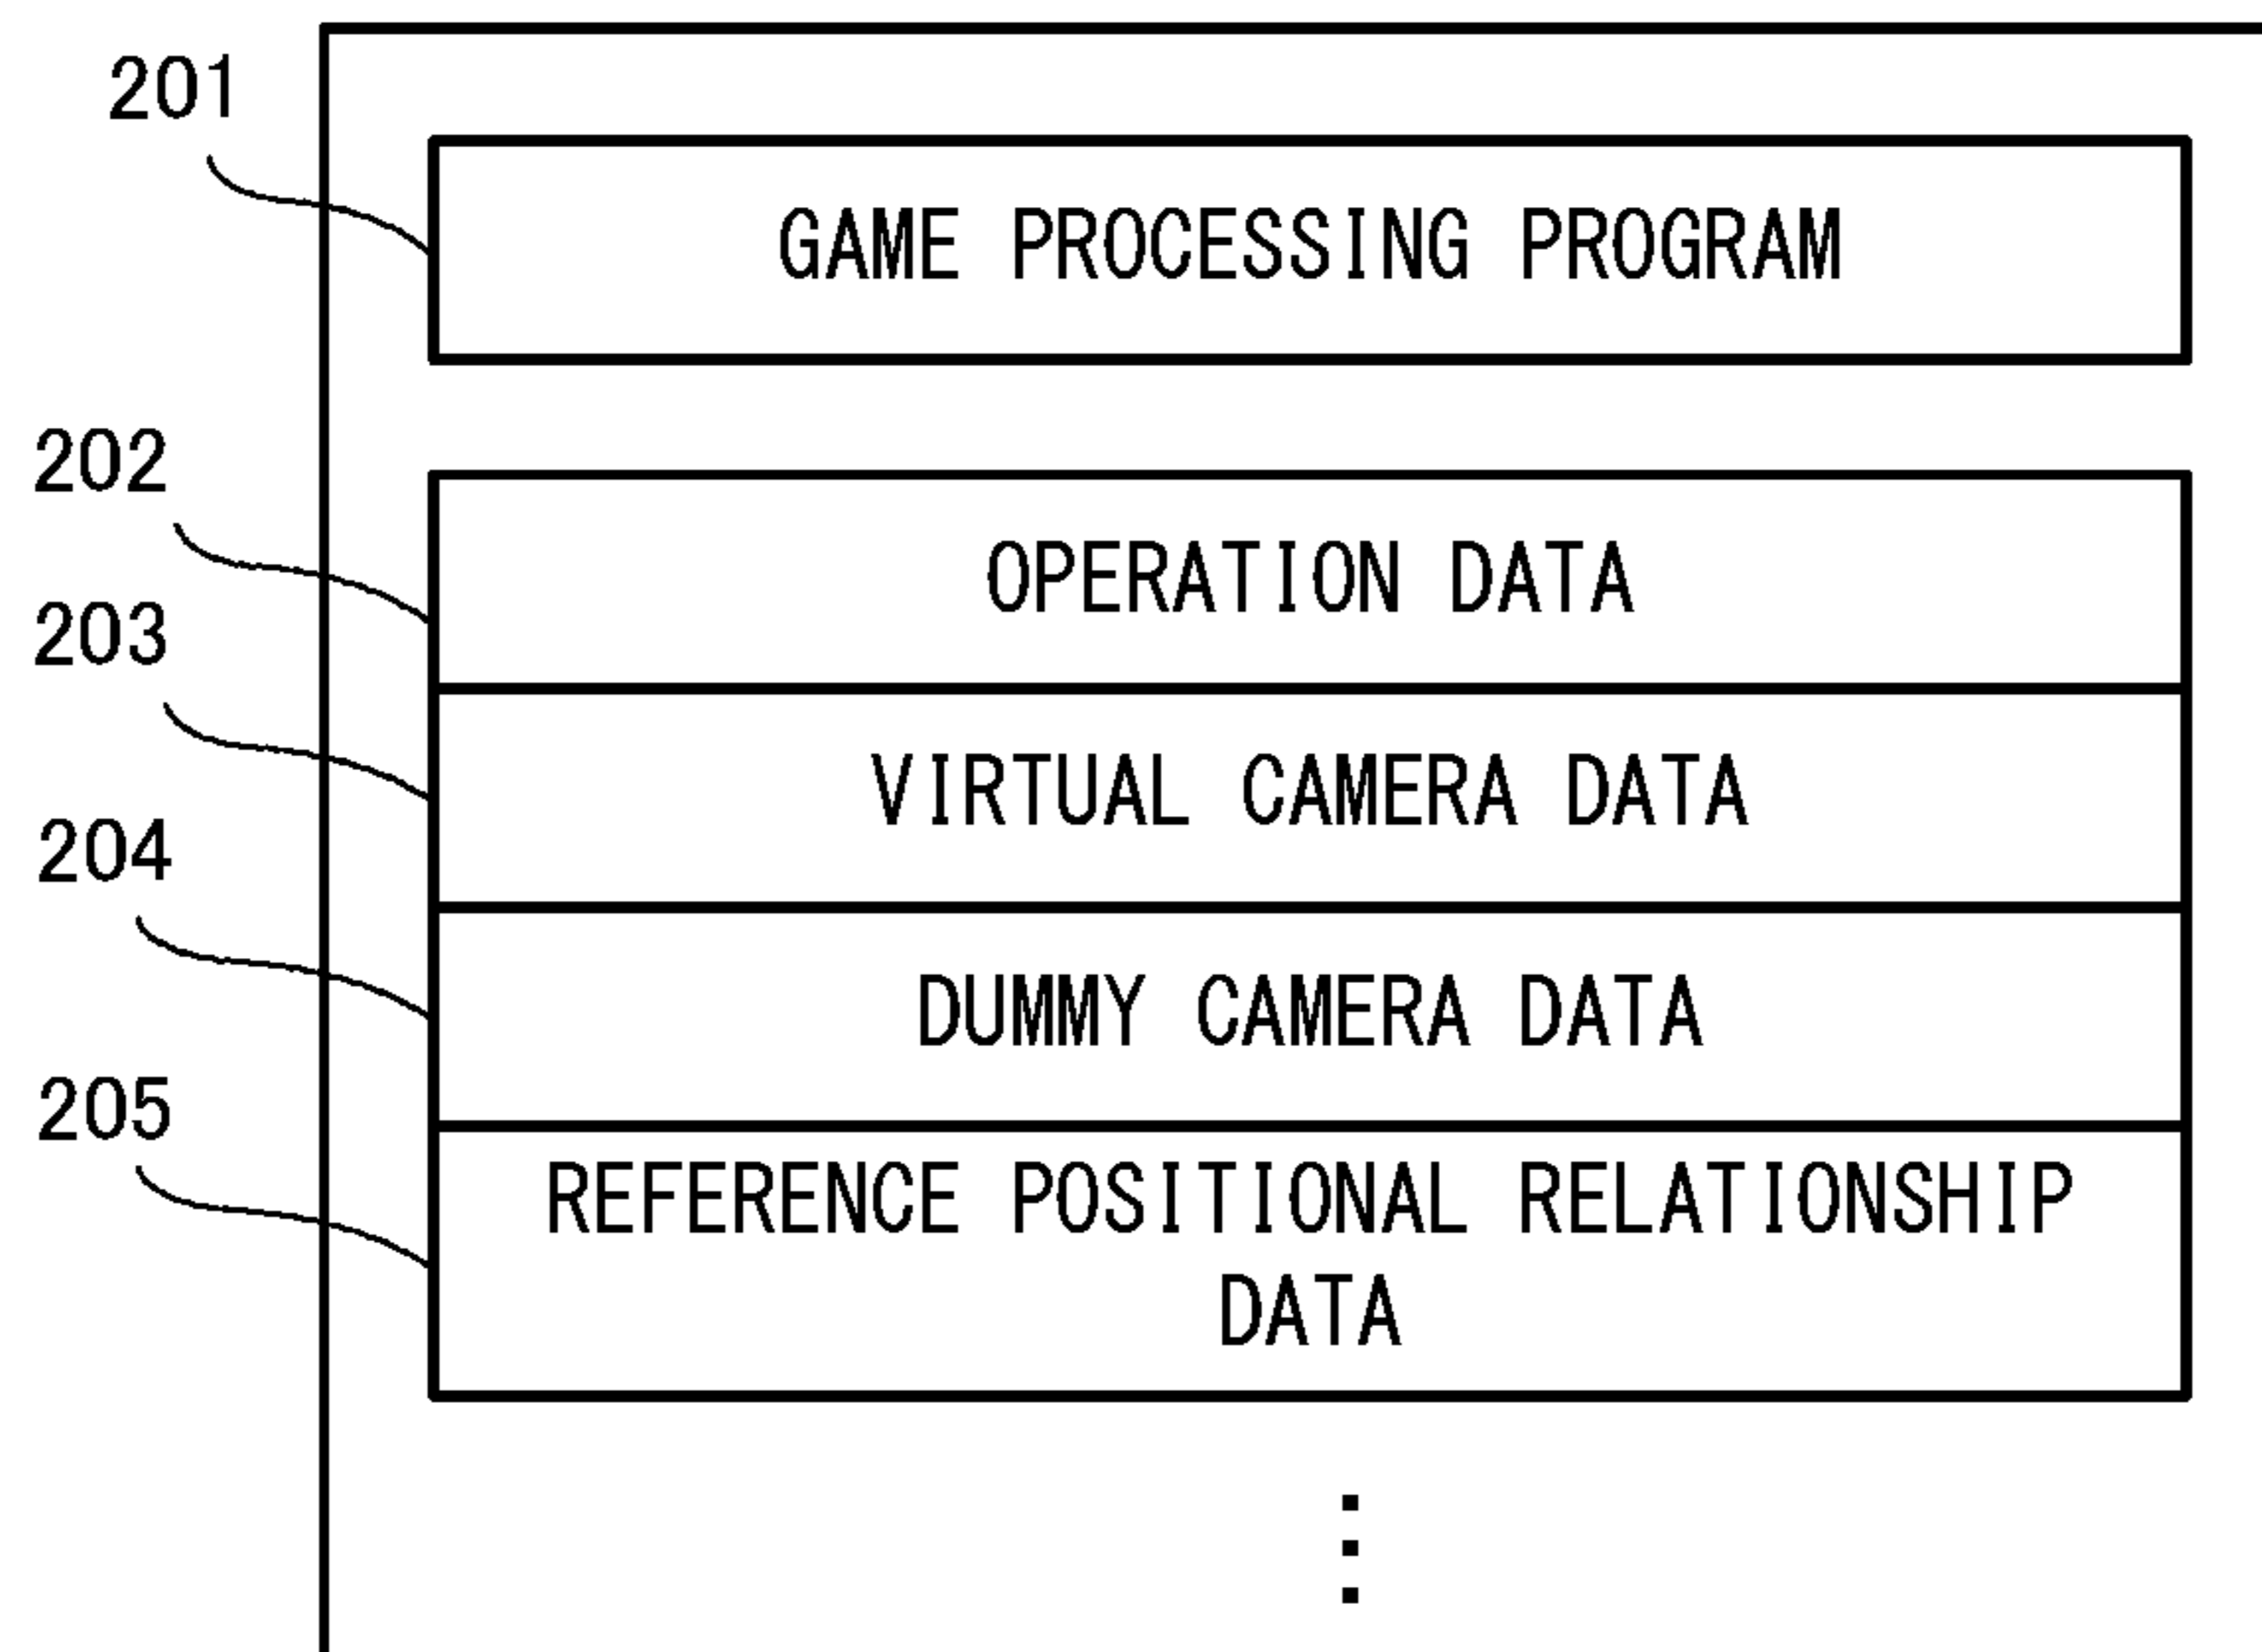 201
GAME PROCESSING PROGRAM
202
OPERATION DATA
203
VIRTUAL CAMERA DATA
204
DUMMY CAMERA DATA
205
REFERENCE POSITIONAL RELATIONSHIP
DATA